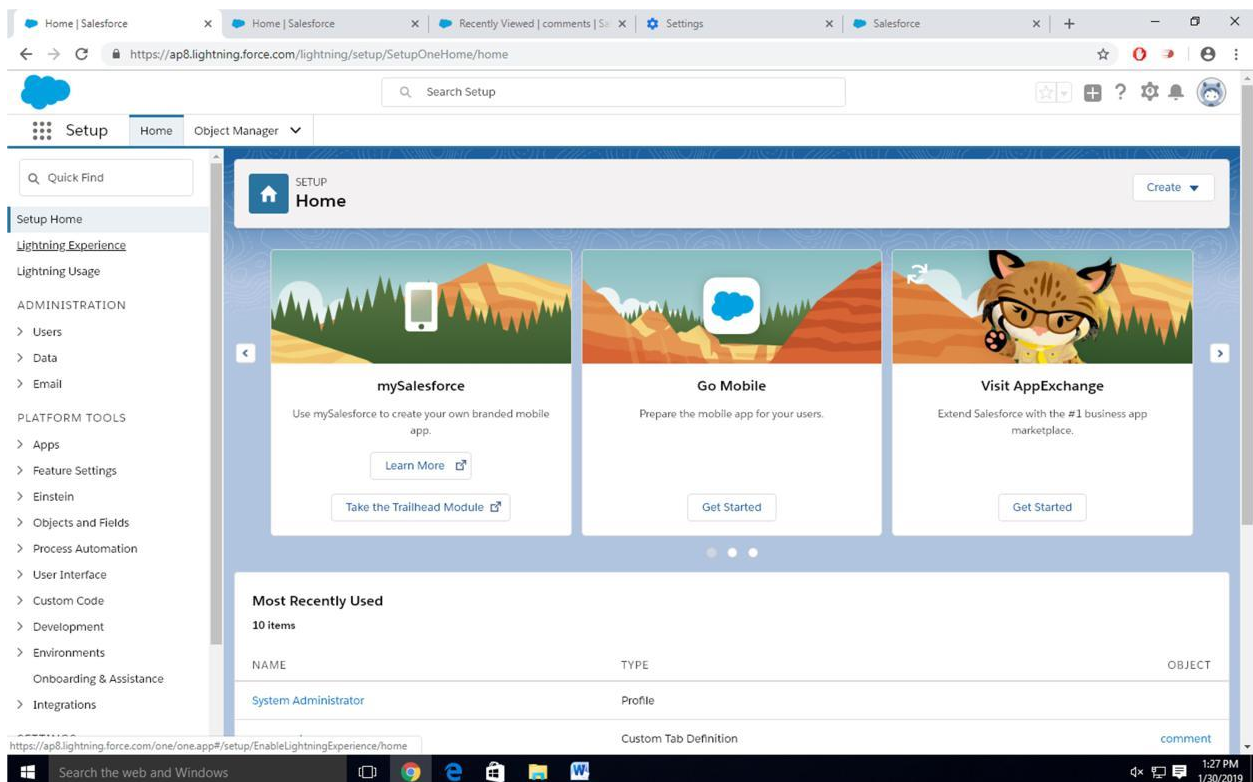 Home | Salesforce
Home | Salesforce
Recently Viewed | comments | Sa
Settings
Salesforce
https://ap8.lightning.force.com/lightning/setup/SetupOneHome/home
Search Setup
Setup
Home
Object Manager
Quick Find
Setup Home
Lightning Experience
Lightning Usage
ADMINISTRATION
Users
Data
Email
PLATFORM TOOLS
Apps
Feature Settings
Einstein
Objects and Fields
Process Automation
User Interface
Custom Code
Development
Environments
Onboarding & Assistance
Integrations
SETUP
Home
Create
mySalesforce
Use mySalesforce to create your own branded mobile
app.
Learn More
Take the Trailhead Module
Go Mobile
Prepare the mobile app for your users.
Get Started
Visit AppExchange
Extend Salesforce with the #1 business app
marketplace.
Get Started
Most Recently Used
10 items
NAME TYPE OBJECT
System Administrator Profile
Custom Tab Definition comment
https://ap8.lightning.force.com/one/one.app#/setup/EnableLightningExperience/home
Search the web and Windows
1:27 PM
1/30/2019